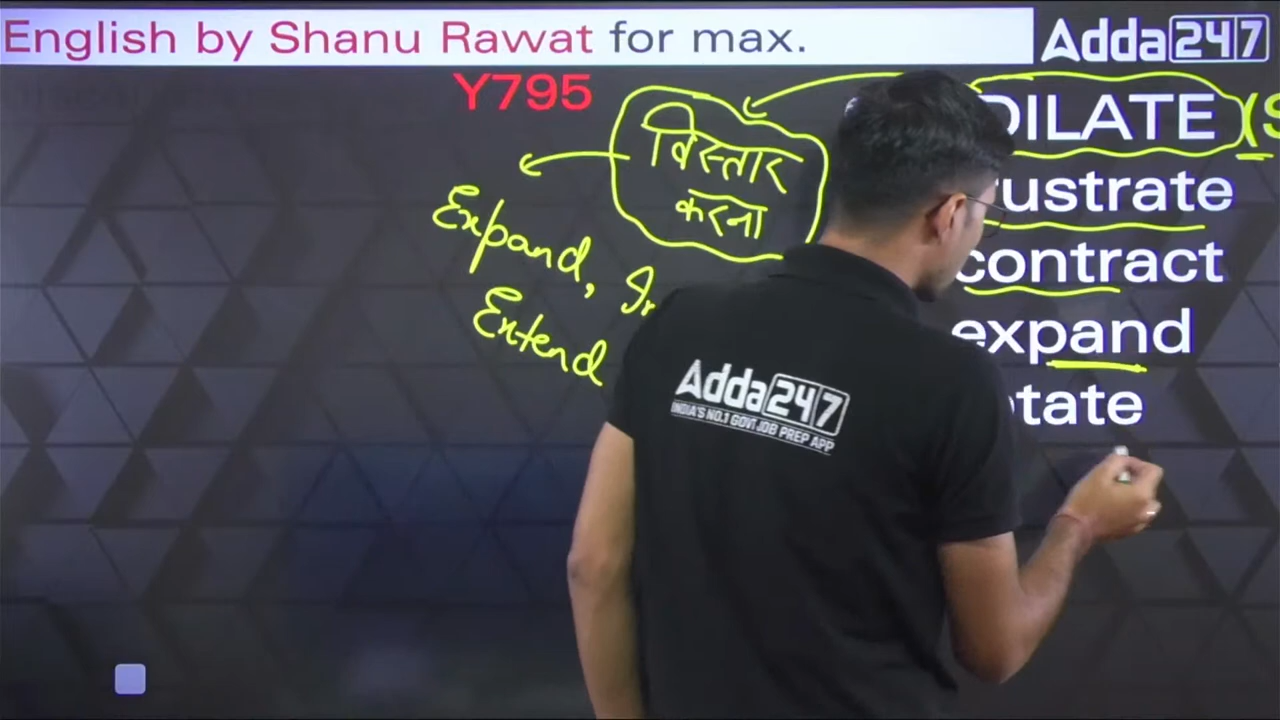 English by Shanu Rawat for max.
Adda247
Y795
DILATE (S
विस्तार
करना
rustrate
contract
Expand,
expand
Extend
Adda247
INDIA'S NO.1 GOVT JOB PREP APP